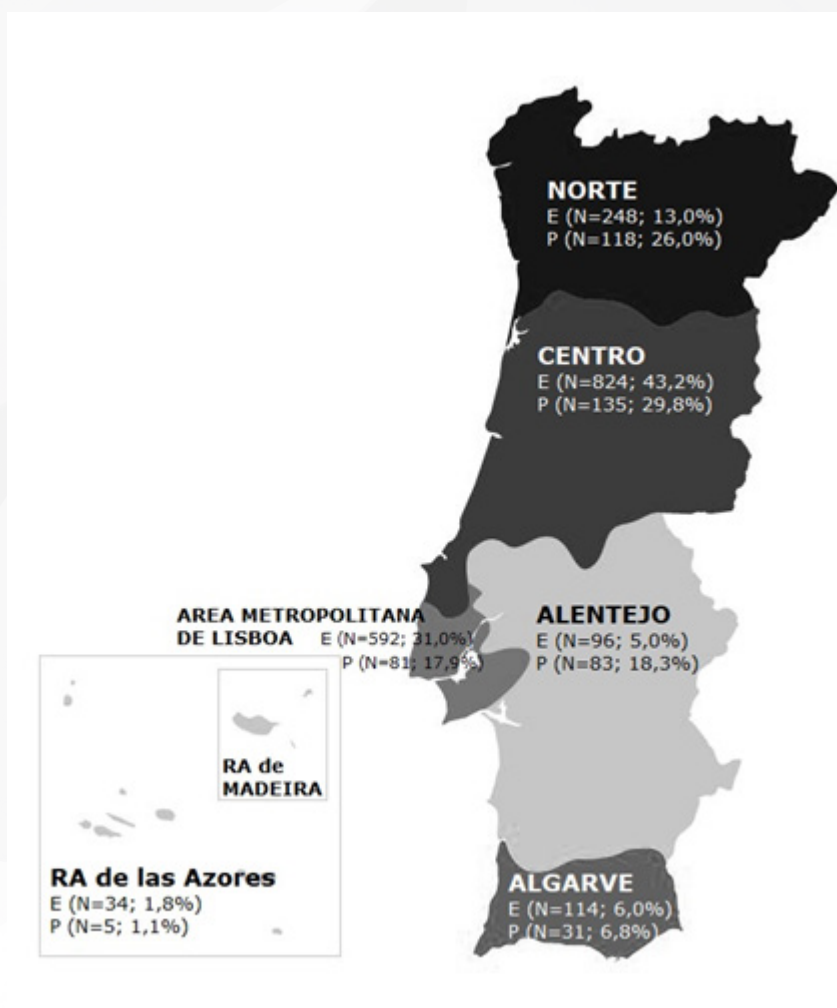 NORTE
E (N=248; 13,0%)
P (N=118; 26,0%)
CENTRO
E (N=824; 43,2%)
P (N=135; 29,8%)
AREA METROPOLITANA
DE LISBOA E (N=592; 31,0%)
P (N=81; 17,9%)
ALENTEJO
E (N=96; 5,0%)
P (N=83; 18,3%)
RA de
MADEIRA
RA de las Azores
E (N=34; 1,8%)
P (N=5; 1,1%)
ALGARVE
E (N=114; 6,0%)
P (N=31; 6,8%)